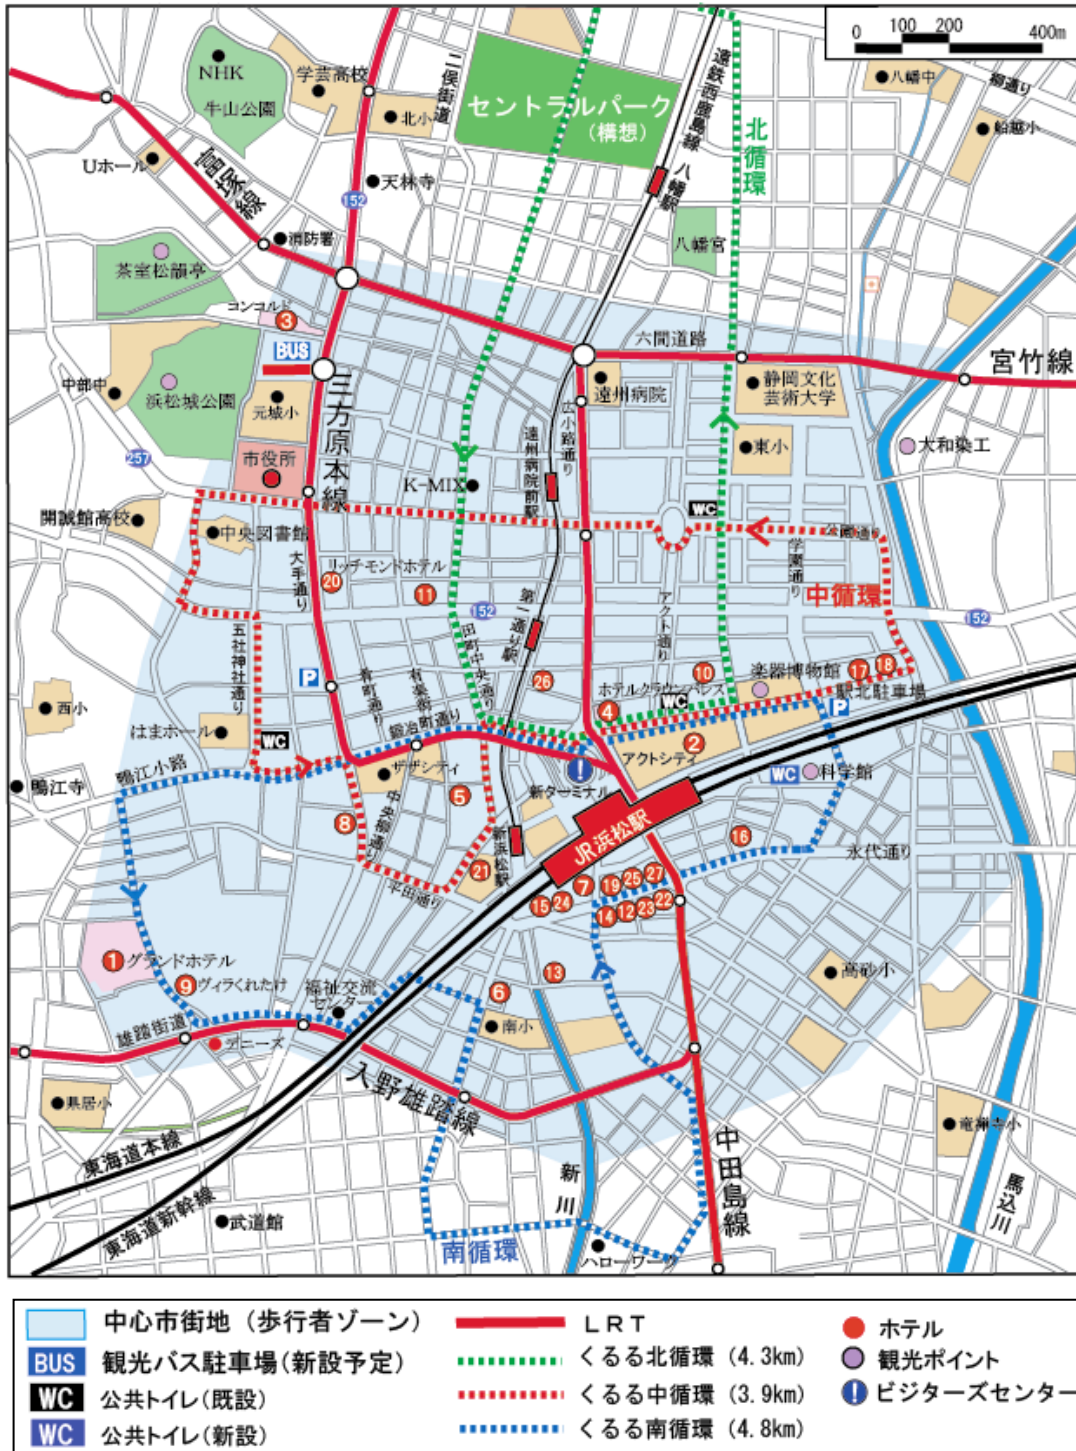 0 100 200 400m
NHK
牛山公園
学芸高校
北小
二俣街道
セントラルパーク
(構想)
遠鉄西鹿島線 八幡駅
北循環
八幡中
柳通り
船越小
Uホール
富塚線
天林寺
152
消防署
八幡宮
茶室松韻亭
コンコルド
3
BUS
六間道路
宮竹線
中部中
浜松城公園
元城小
三方原本線
遠州病院
静岡文化
芸術大学
広小路通り
遠州病院前駅
東小
大和染工
257
市役所
K-MIX
WC
開誠館高校
中央図書館
公園通り
学園通り
大手通り
リッチモンドホテル
20
11
152
第一通り駅
アクト通り
中循環
152
五社神社通り
田町中央通り
P
肴町通り
有楽街
鍛冶町通り
26
10
楽器博物館
17
18
ホテルクラウンパレス
WC
駅北駐車場
P
4
西小
はまホール
WC
鴨江小路
ザザシティ
アクトシティ
2
新ターミナル
WC
科学館
鴨江寺
5
8
中央柳通り
新浜松駅
JR浜松駅
16
永代通り
21
平田通り
7
19
25
27
15
24
14
12
23
22
1
グランドホテル
9
ヴィラくれたけ
福祉交流
センター
13
6
高砂小
雄踏街道
デニーズ
南小
入野雄踏線
県居小
竜禅寺小
東海道本線
東海道新幹線
武道館
新川
中田島線
馬込川
南循環
ハローワーク
中心市街地（歩行者ゾーン）
BUS 観光バス駐車場(新設予定)
WC 公共トイレ(既設)
WC 公共トイレ(新設)
LRT
くるる北循環 (4.3km)
くるる中循環 (3.9km)
くるる南循環 (4.8km)
ホテル
観光ポイント
ビジターズセンター